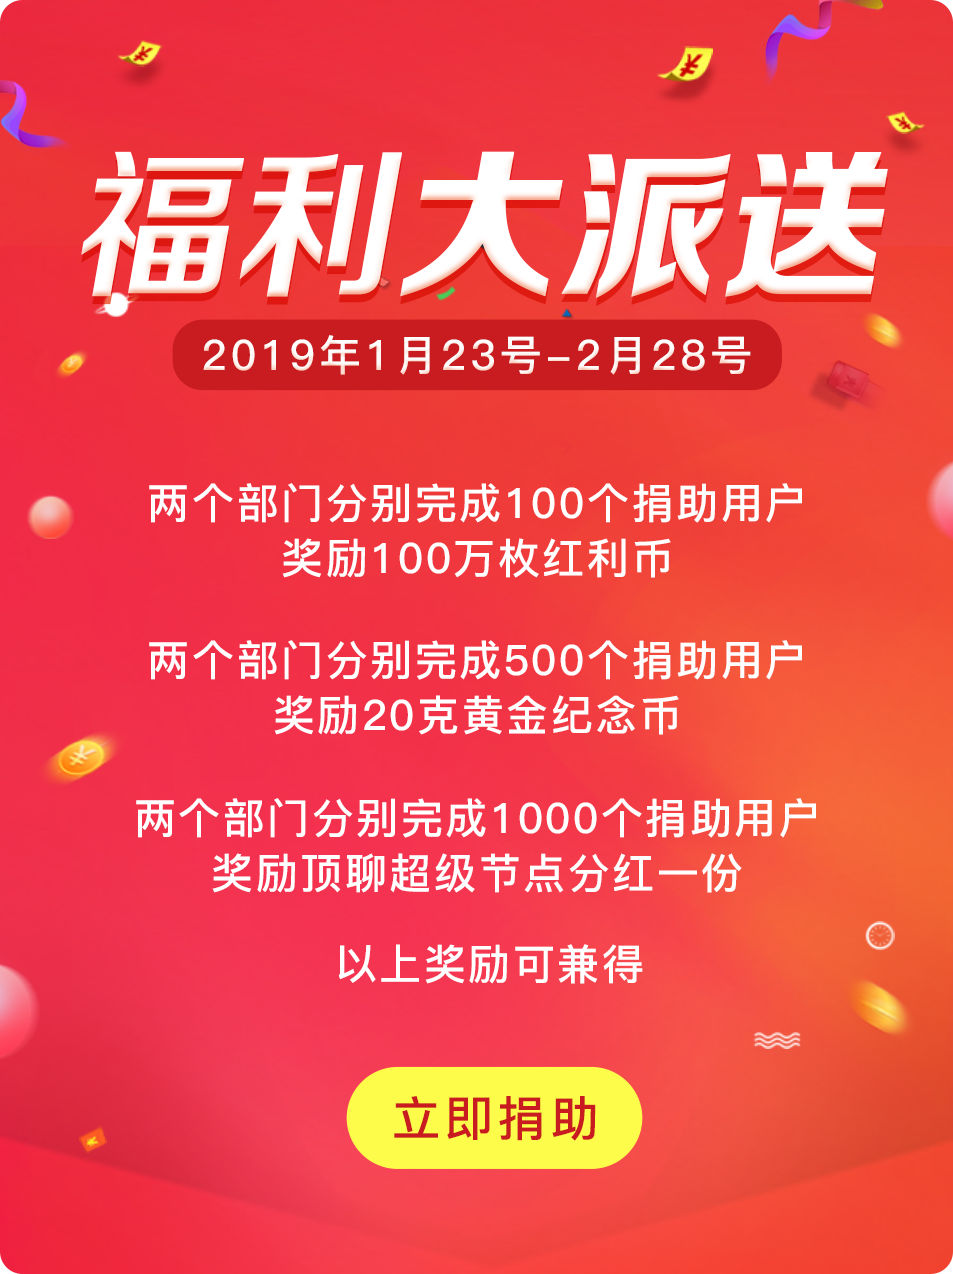 福利大派送
2019年1月23号-2月28号
两个部门分别完成100个捐助用户
奖励100万枚红利币
两个部门分别完成500个捐助用户
奖励20克黄金纪念币
两个部门分别完成1000个捐助用户
奖励顶聊超级节点分红一份
以上奖励可兼得
立即捐助